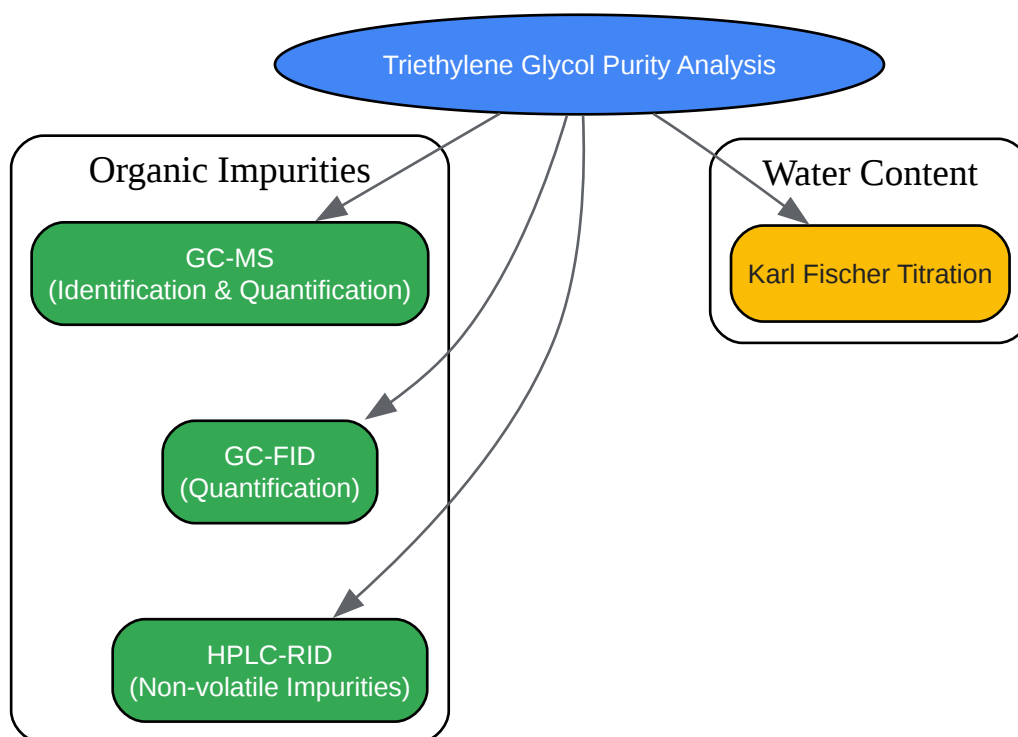 Triethylene Glycol Purity Analysis
Organic Impurities
GC-MS
(Identification & Quantification)
GC-FID
(Quantification)
HPLC-RID
(Non-volatile Impurities)
Water Content
Karl Fischer Titration